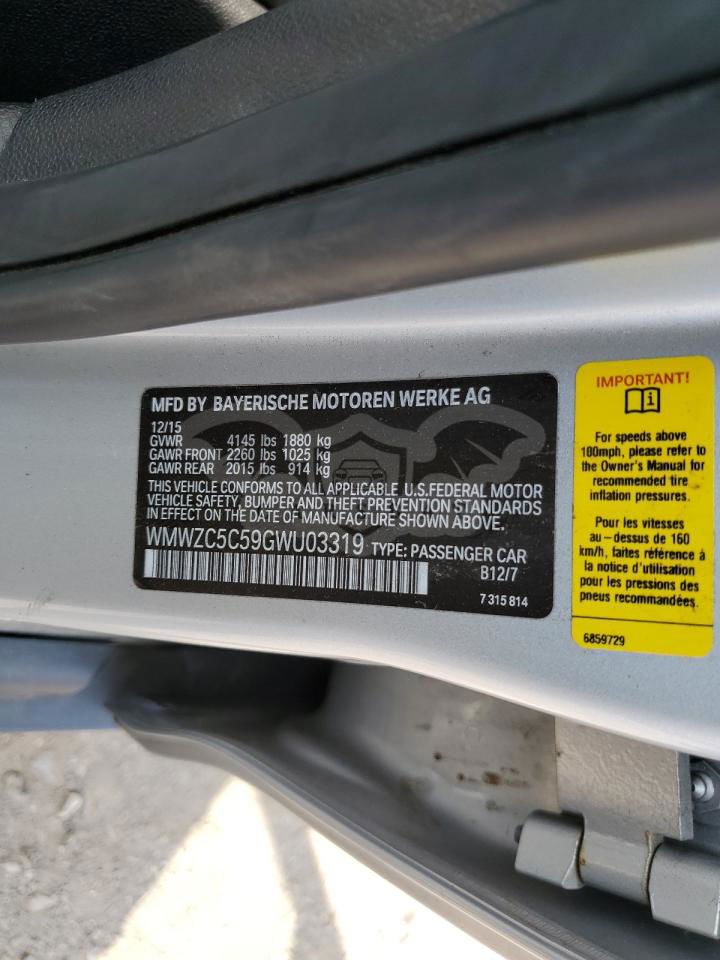 MFD BY BAYERISCHE MOTOREN WERKE AG
12/15
GVWR 4145 lbs 1880 kg
GAWR FRONT 2260 lbs 1025 kg
GAWR REAR 2015 lbs 914 kg
THIS VEHICLE CONFORMS TO ALL APPLICABLE U.S.FEDERAL MOTOR
VEHICLE SAFETY, BUMPER AND THEFT PREVENTION STANDARDS
IN EFFECT ON DATE OF MANUFACTURE SHOWN ABOVE.
WMWZC5C59GWU03319 TYPE: PASSENGER CAR
B12/7
7 315 814
IMPORTANT!
For speeds above
100mph, please refer to
the Owner's Manual for
recommended tire
inflation pressures.
Pour les vitesses
au-dessus de 160
km/h, veuillez référer à
la notice d'utilisation
pour les pressions des
pneus recommandées.
6859729